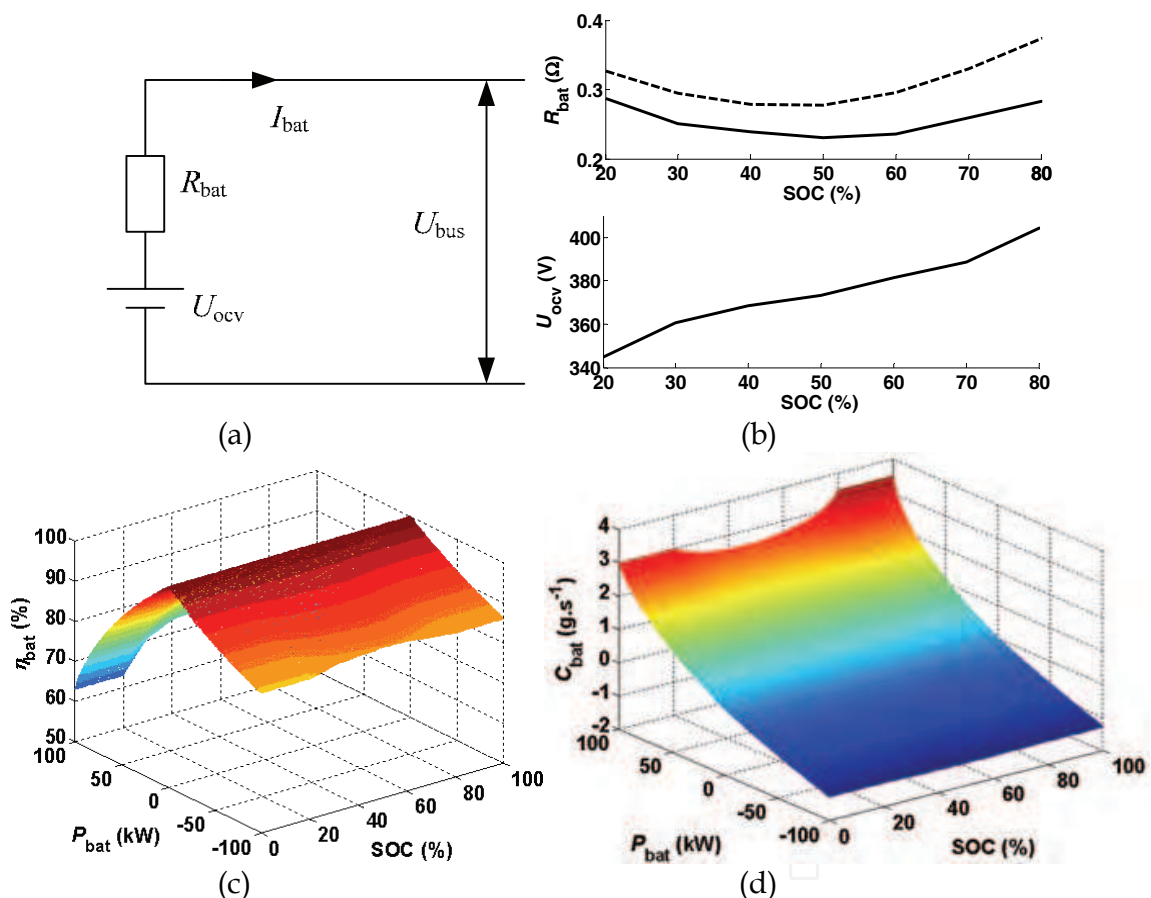 I_bat
R_bat
U_bus
U_ocv
(a)
R_bat (Ω)
0.4
0.3
0.2
20 30 40 50 60 70 80
SOC (%)
U_ocv (V)
400
380
360
340
20 30 40 50 60 70 80
SOC (%)
(b)
η_bat (%)
100
90
80
70
60
50
100 50 0 -50 -100
P_bat (kW)
0 20 40 60 80 100
SOC (%)
(c)
C_bat (g.s⁻¹)
4
3
2
1
0
-1
-2
100 50 0 -50 -100
P_bat (kW)
0 20 40 60 80 100
SOC (%)
(d)